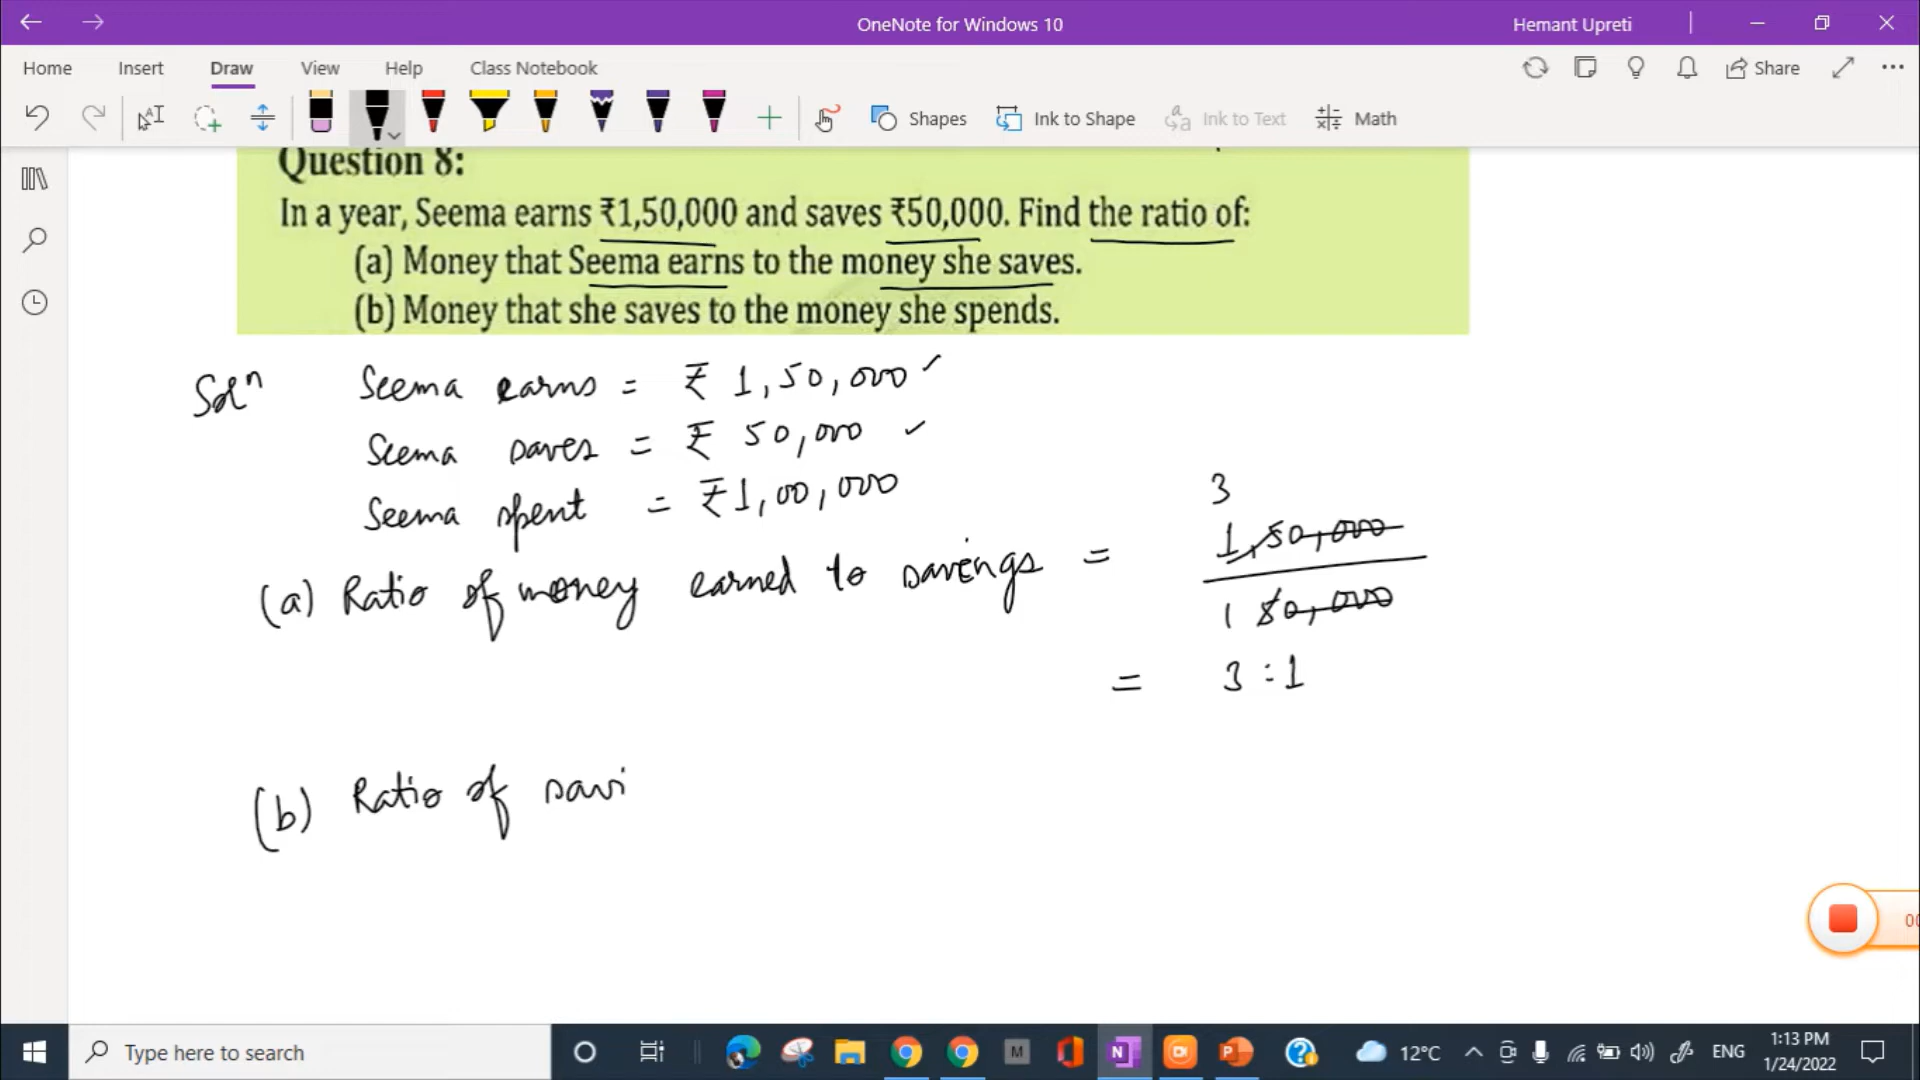 OneNote for Windows 10
Hemant Upreti
Home Insert Draw View Help Class Notebook
Share
Shapes Ink to Shape Ink to Text Math
Question 8:
In a year, Seema earns ₹1,50,000 and saves ₹50,000. Find the ratio of:
(a) Money that Seema earns to the money she saves.
(b) Money that she saves to the money she spends.
Solⁿ Seema earns = ₹ 1,50,000 ✓
Seema saves = ₹ 50,000 ✓
Seema spent = ₹1,00,000
3
(a) Ratio of money earned to savings = 1,50,000
1 50,000
= 3 : 1
(b) Ratio of savi
00
Type here to search
M
N
P
12°C
ENG
1:13 PM
1/24/2022